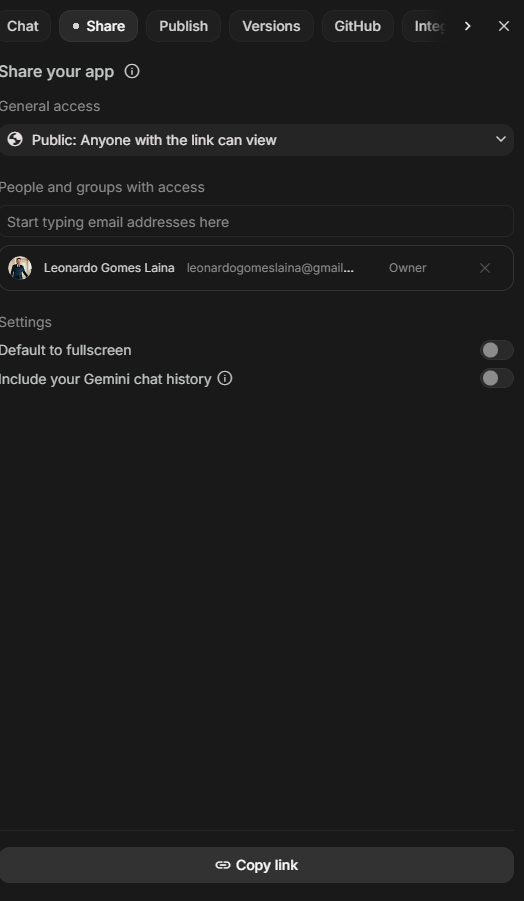 Chat Share Publish Versions GitHub
Share your app
General access
Public: Anyone with the link can view
People and groups with access
Start typing email addresses here
Leonardo Gomes Laina leonardogomeslaina@gmail... Owner
Settings
Default to fullscreen
Include your Gemini chat history
Copy link